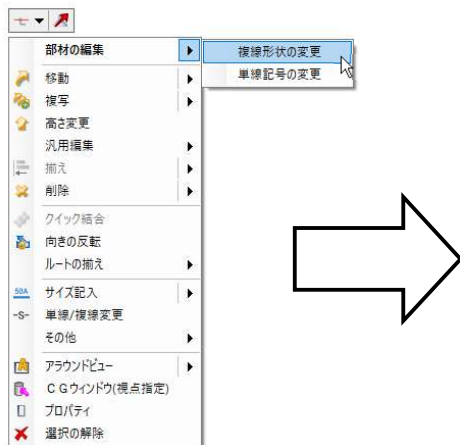 部材の編集
複線形状の変更
単線記号の変更
移動
複写
高さ変更
汎用編集
揃え
削除
クイック結合
向きの反転
ルートの揃え
50A サイズ記入
-S- 単線/複線変更
その他
アラウンドビュー
CGウィンドウ(視点指定)
プロパティ
選択の解除